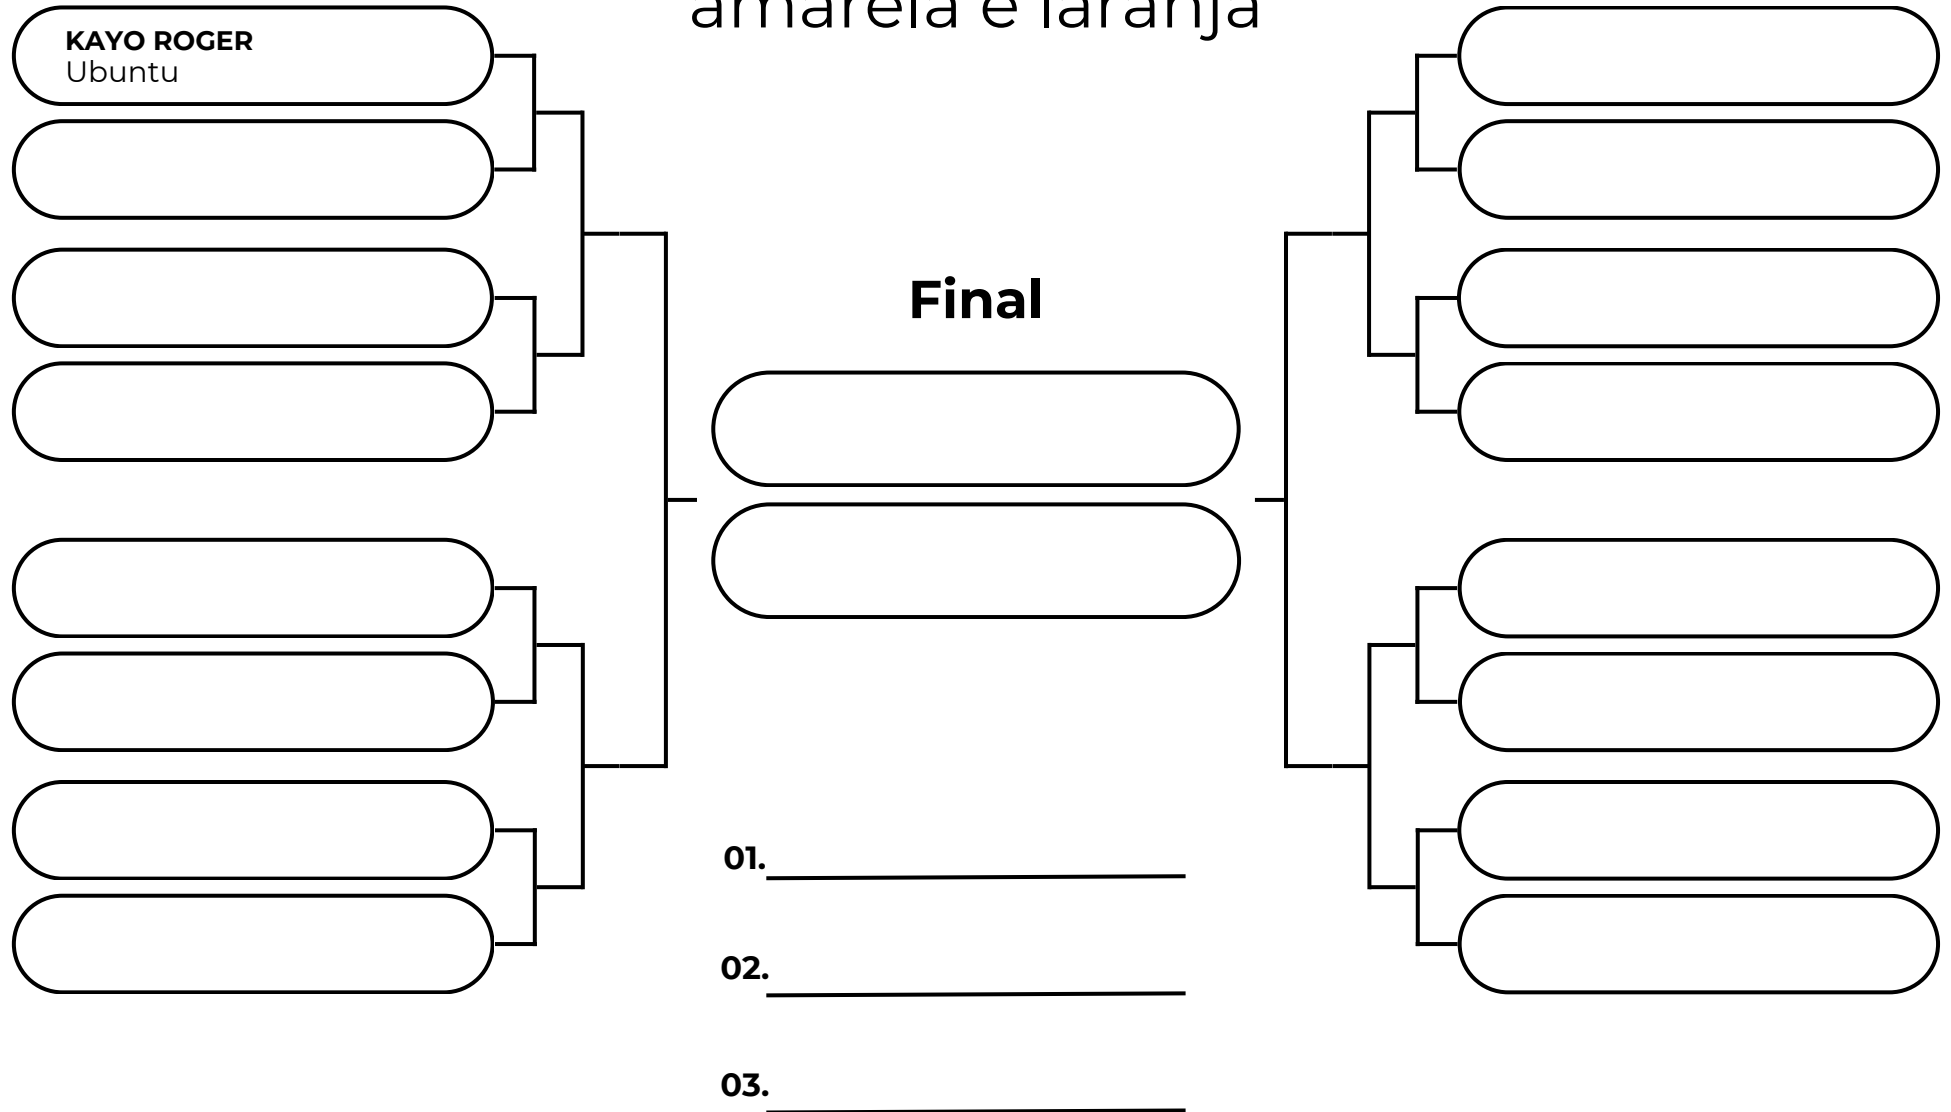 amarela e laranja
KAYO ROGER
Ubuntu
Final
01.
02.
03.